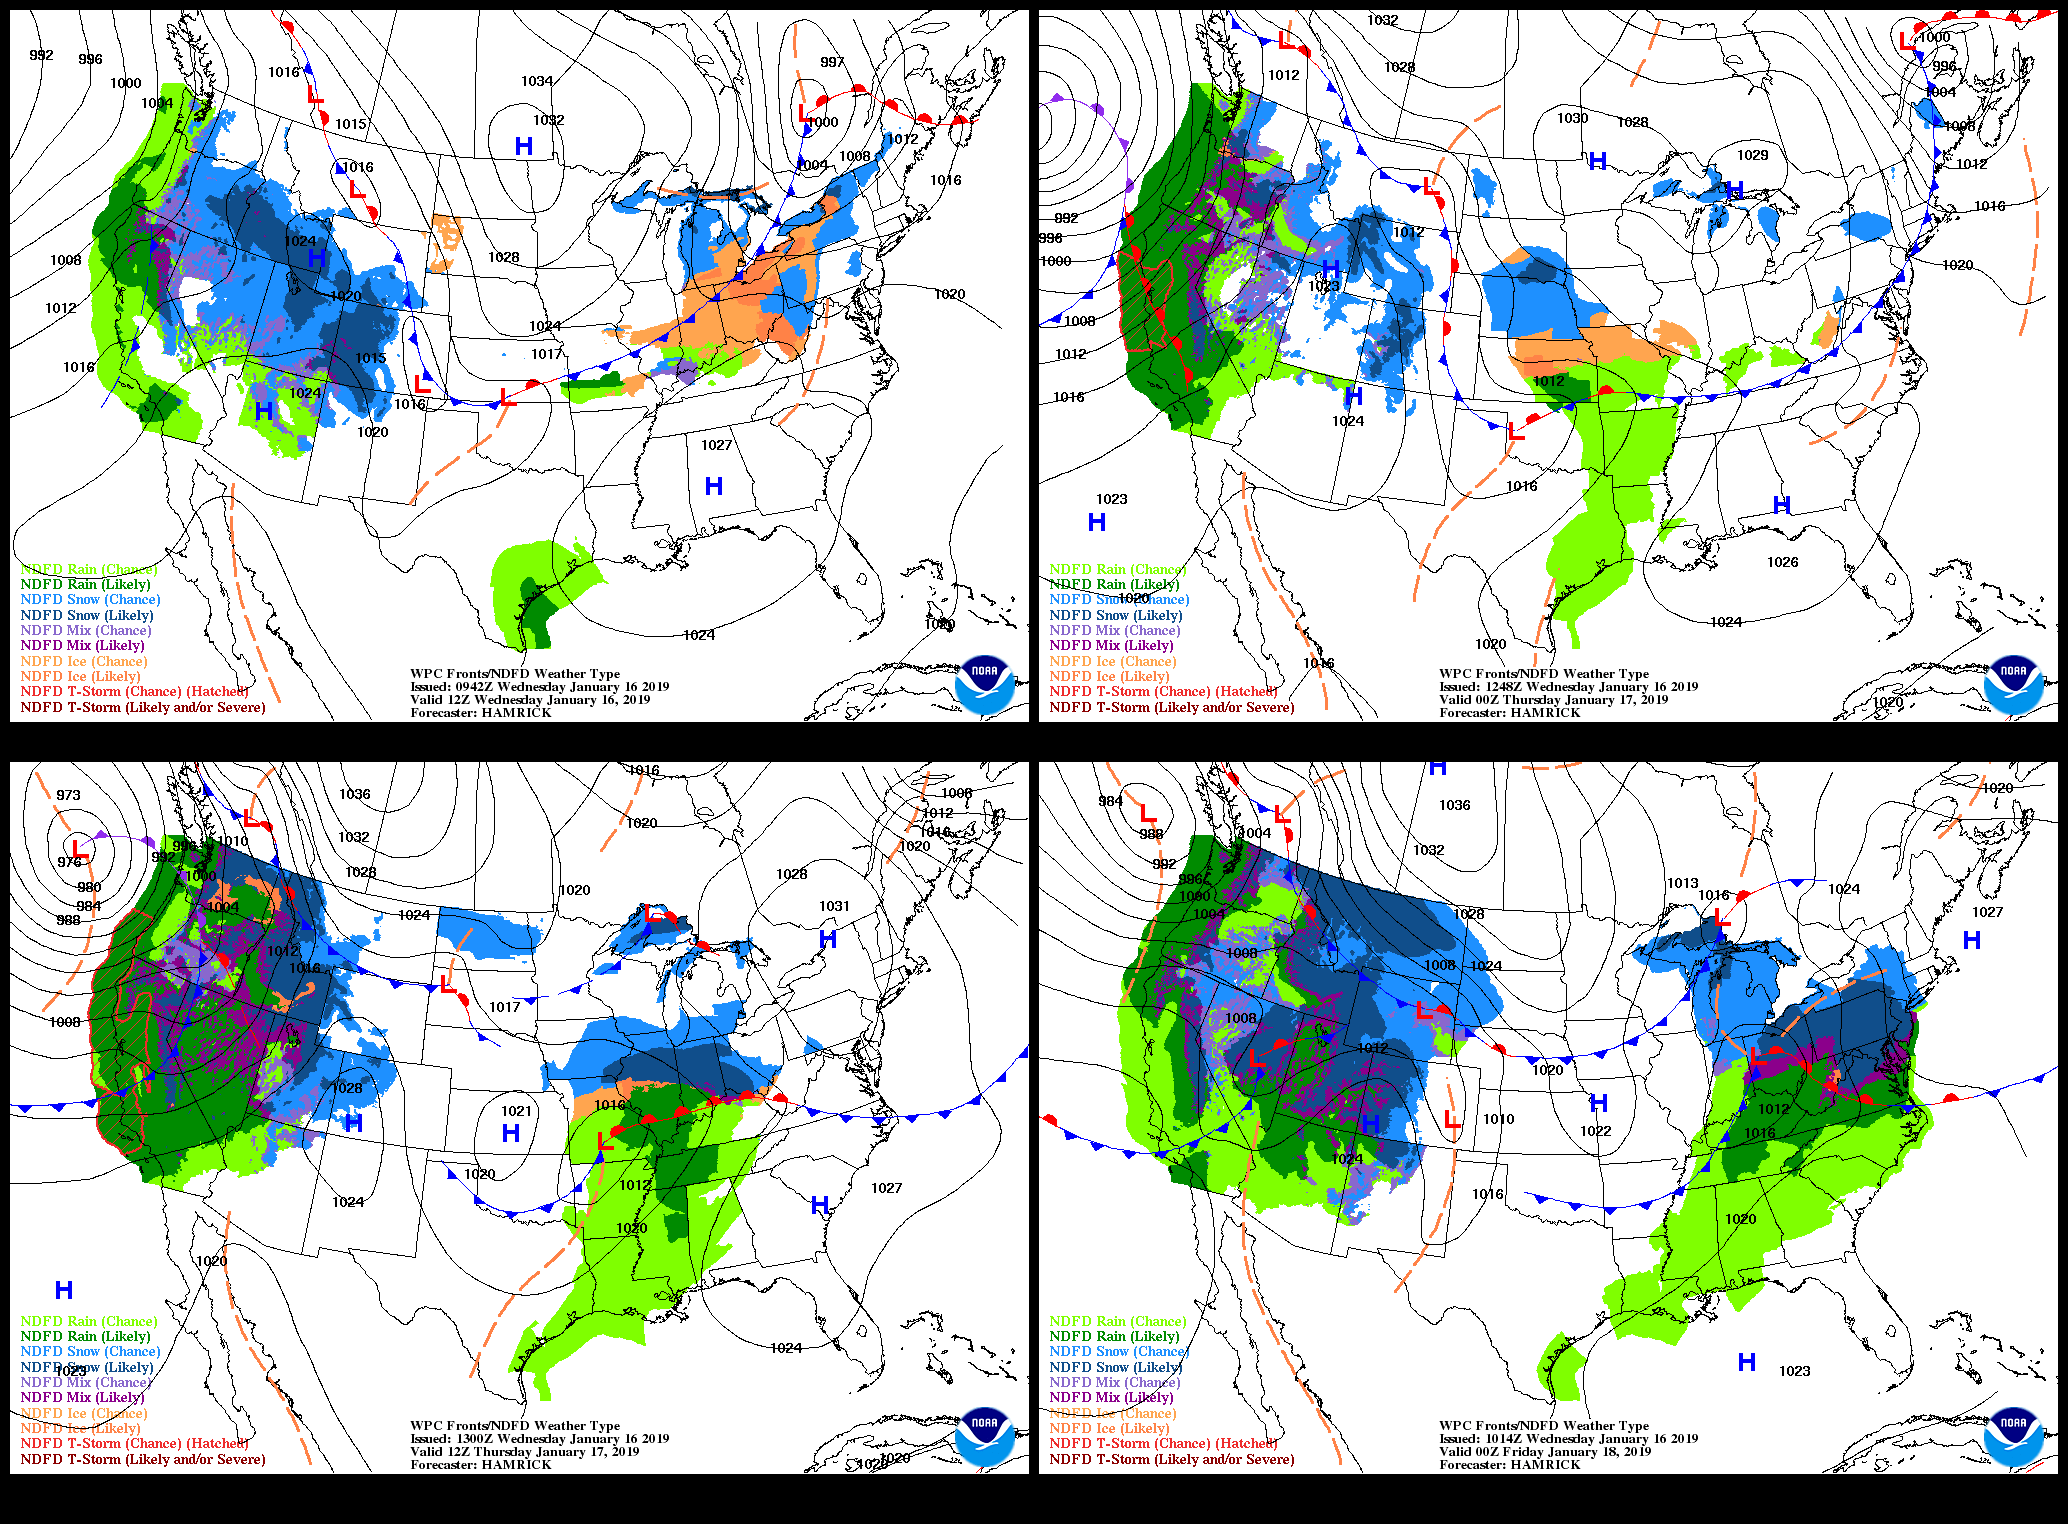 992
996
1000
1004
1016
1015
1016
1034
1032
997
1000
1004
1008
1012
1016
1008
1012
1016
1024
1020
1015
1024
1016
1020
1028
1024
1017
1020
1027
1024
1020
H
H
H
H
L
L
L
L
L
NDFD Rain (Chance)
NDFD Rain (Likely)
NDFD Snow (Chance)
NDFD Snow (Likely)
NDFD Mix (Chance)
NDFD Mix (Likely)
NDFD Ice (Chance)
NDFD Ice (Likely)
NDFD T-Storm (Chance) (Hatched)
NDFD T-Storm (Likely and/or Severe)
WPC Fronts/NDFD Weather Type
Issued: 0942Z Wednesday January 16 2019
Valid 12Z Wednesday January 16, 2019
Forecaster: HAMRICK
NOAA
1032
1028
1012
1030
1028
1029
1000
996
1004
1008
1012
1016
1020
992
996
1000
1008
1012
1016
1012
1023
1024
1012
1016
1023
1026
1024
1020
1020
1016
1020
H
H
H
H
H
H
L
L
L
L
NDFD Rain (Chance)
NDFD Rain (Likely)
NDFD Snow (Chance)
NDFD Snow (Likely)
NDFD Mix (Chance)
NDFD Mix (Likely)
NDFD Ice (Chance)
NDFD Ice (Likely)
NDFD T-Storm (Chance) (Hatched)
NDFD T-Storm (Likely and/or Severe)
WPC Fronts/NDFD Weather Type
Issued: 1248Z Wednesday January 16 2019
Valid 00Z Thursday January 17, 2019
Forecaster: HAMRICK
NOAA
973
976
980
984
988
992
996
1000
1010
1004
1012
1016
1036
1032
1028
1024
1016
1020
1020
1028
1031
1008
1012
1016
1020
1008
1017
1028
1021
1016
1020
1024
1012
1020
1027
1020
1024
1023
1020
1020
H
H
H
H
H
L
L
L
L
L
NDFD Rain (Chance)
NDFD Rain (Likely)
NDFD Snow (Chance)
NDFD Snow (Likely)
NDFD Mix (Chance)
NDFD Mix (Likely)
NDFD Ice (Chance)
NDFD Ice (Likely)
NDFD T-Storm (Chance) (Hatched)
NDFD T-Storm (Likely and/or Severe)
WPC Fronts/NDFD Weather Type
Issued: 1300Z Wednesday January 16 2019
Valid 12Z Thursday January 17, 2019
Forecaster: HAMRICK
NOAA
984
988
992
996
1000
1004
1004
1008
1008
1012
1036
1032
1028
1024
1008
1013
1016
1024
1027
1020
1020
1010
1022
1012
1016
1024
1016
1020
1023
H
H
H
H
H
L
L
L
L
L
L
L
NDFD Rain (Chance)
NDFD Rain (Likely)
NDFD Snow (Chance)
NDFD Snow (Likely)
NDFD Mix (Chance)
NDFD Mix (Likely)
NDFD Ice (Chance)
NDFD Ice (Likely)
NDFD T-Storm (Chance) (Hatched)
NDFD T-Storm (Likely and/or Severe)
WPC Fronts/NDFD Weather Type
Issued: 1014Z Wednesday January 16 2019
Valid 00Z Friday January 18, 2019
Forecaster: HAMRICK
NOAA